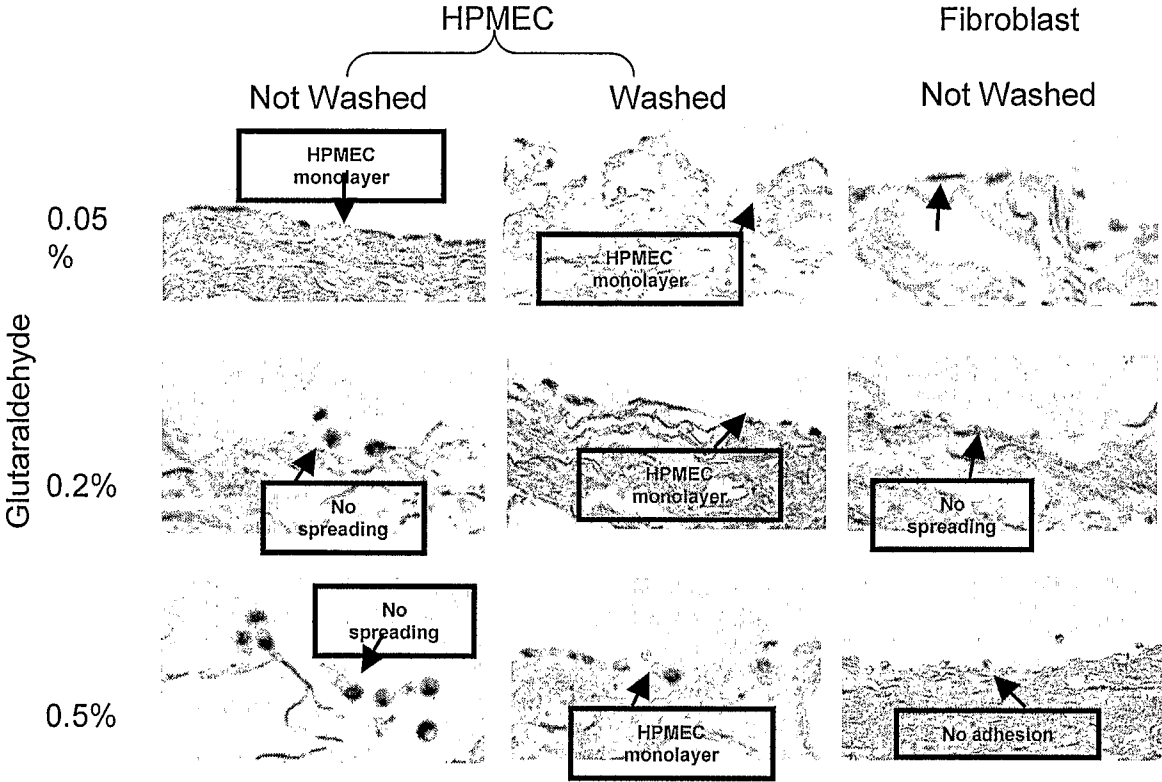 HPMEC
Fibroblast
Not Washed
Washed
Not Washed
Glutaraldehyde
0.05
%
HPMEC
monolayer
HPMEC
monolayer
0.2%
No
spreading
HPMEC
monolayer
No
spreading
0.5%
No
spreading
HPMEC
monolayer
No adhesion